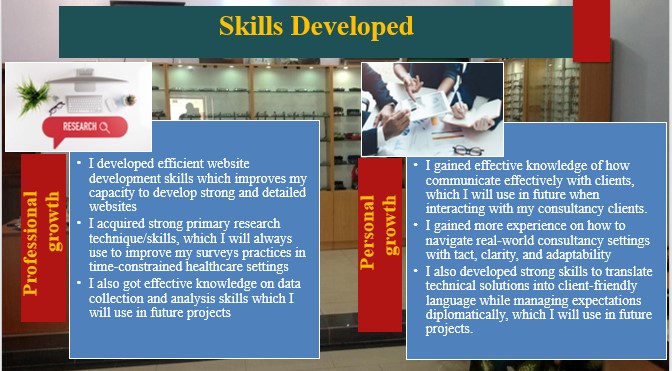 Skills Developed
RESEARCH
Professional
growth
• I developed efficient website
development skills which improves my
capacity to develop strong and detailed
websites
• I acquired strong primary research
technique/skills, which I will always
use to improve my surveys practices in
time-constrained healthcare settings
• I also got effective knowledge on data
collection and analysis skills which I
will use in future projects
Personal
growth
• I gained effective knowledge of how
communicate effectively with clients,
which I will use in future when
interacting with my consultancy clients.
• I gained more experience on how to
navigate real-world consultancy settings
with tact, clarity, and adaptability
• I also developed strong skills to translate
technical solutions into client-friendly
language while managing expectations
diplomatically, which I will use in future
projects.